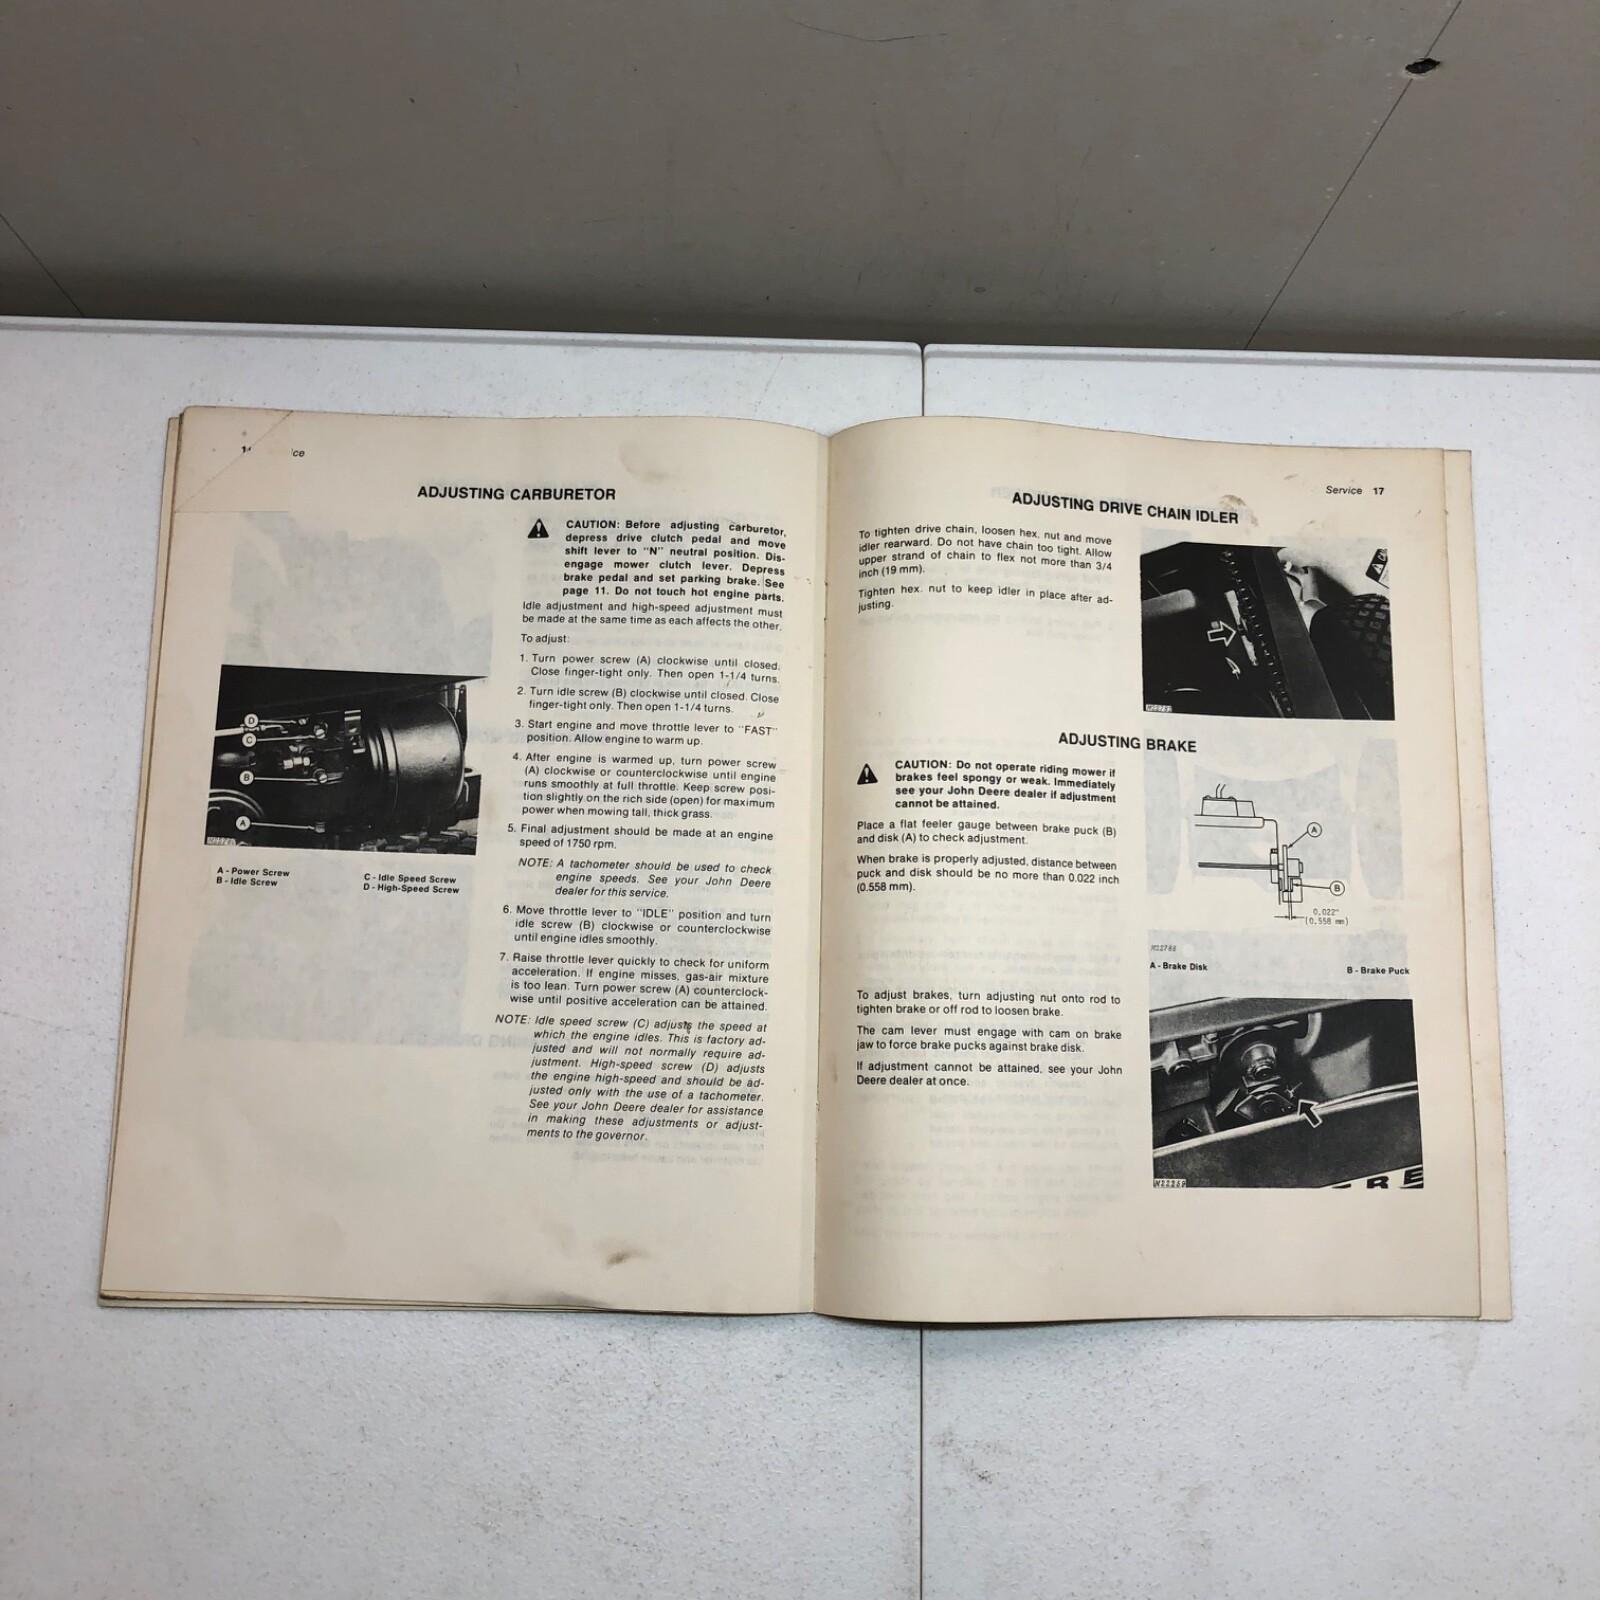 ADJUSTING CARBURETOR
CAUTION: Before adjusting carburetor,
depress drive clutch pedal and move
shift lever to "N" neutral position. Dis-
engage mower clutch lever. Depress
brake pedal and set parking brake. See
page 11. Do not touch hot engine parts.
Idle adjustment and high-speed adjustment must
be made at the same time as each affects the other.
To adjust:
1. Turn power screw (A) clockwise until closed.
Close finger-tight only. Then open 1-1/4 turns.
2. Turn idle screw (B) clockwise until closed. Close
finger-tight only. Then open 1-1/4 turns.
3. Start engine and move throttle lever to "FAST"
position. Allow engine to warm up.
4. After engine is warmed up, turn power screw
(A) clockwise or counterclockwise until engine
runs smoothly at full throttle. Keep screw posi-
tion slightly on the rich side (open) for maximum
power when mowing tall, thick grass.
5. Final adjustment should be made at an engine
speed of 1750 rpm.
NOTE: A tachometer should be used to check
engine speeds. See your John Deere
dealer for this service.
6. Move throttle lever to "IDLE" position and turn
idle screw (B) clockwise or counterclockwise
until engine idles smoothly.
7. Raise throttle lever quickly to check for uniform
acceleration. If engine misses, gas-air mixture
is too lean. Turn power screw (A) counterclock-
wise until positive acceleration can be attained.
NOTE: Idle speed screw (C) adjusts the speed at
which the engine idles. This is factory ad-
justed and will not normally require ad-
justment. High-speed screw (D) adjusts
the engine high-speed and should be ad-
justed only with the use of a tachometer.
See your John Deere dealer for assistance
in making these adjustments or adjust-
ments to the governor.
D
C
B
A
A - Power Screw
B - Idle Screw
C - Idle Speed Screw
D - High-Speed Screw
Service 17
ADJUSTING DRIVE CHAIN IDLER
To tighten drive chain, loosen hex. nut and move
idler rearward. Do not have chain too tight. Allow
upper strand of chain to flex not more than 3/4
inch (19 mm).
Tighten hex. nut to keep idler in place after ad-
justing.
ADJUSTING BRAKE
CAUTION: Do not operate riding mower if
brakes feel spongy or weak. Immediately
see your John Deere dealer if adjustment
cannot be attained.
Place a flat feeler gauge between brake puck (B)
and disk (A) to check adjustment.
When brake is properly adjusted, distance between
puck and disk should be no more than 0.022 inch
(0.558 mm).
A
B
0.022"
(0.558 mm)
M22788
A - Brake Disk
B - Brake Puck
To adjust brakes, turn adjusting nut onto rod to
tighten brake or off rod to loosen brake.
The cam lever must engage with cam on brake
jaw to force brake pucks against brake disk.
If adjustment cannot be attained, see your John
Deere dealer at once.
M22269
ERE